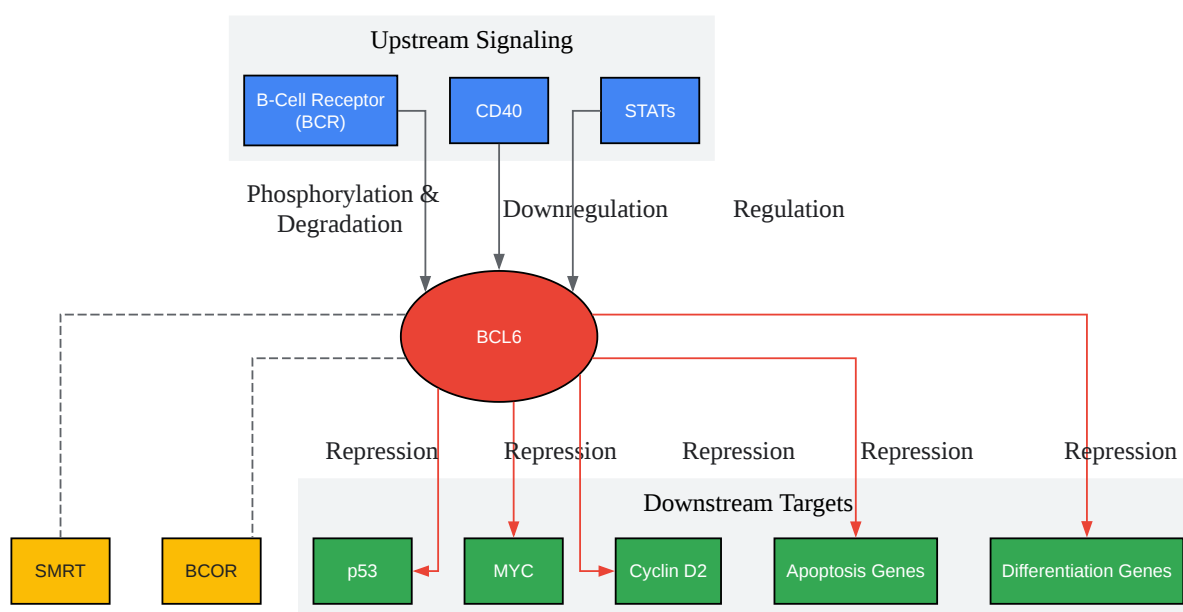 Upstream Signaling
B-Cell Receptor
(BCR)
CD40
STATs
Phosphorylation &
Degradation
Downregulation
Regulation
BCL6
Repression
Repression
Repression
Repression
Repression
Downstream Targets
SMRT
BCOR
p53
MYC
Cyclin D2
Apoptosis Genes
Differentiation Genes